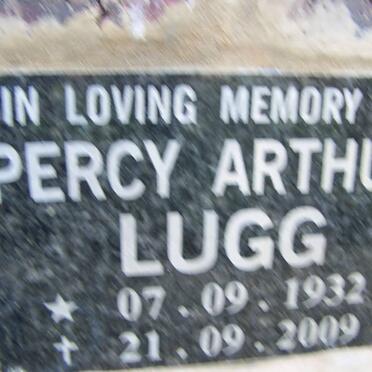 IN LOVING MEMORY
PERCY ARTHU
LUGG
07 . 09 . 1932
21 . 09 . 2009